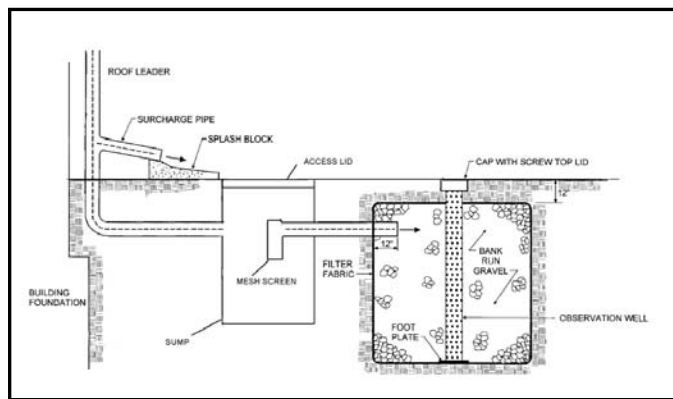 ROOF LEADER
SURCHARGE PIPE
SPLASH BLOCK
ACCESS LID
CAP WITH SCREW TOP LID
12"
12"
MESH SCREEN
FILTER
FABRIC
BANK
RUN
GRAVEL
BUILDING
FOUNDATION
OBSERVATION WELL
FOOT
PLATE
SUMP